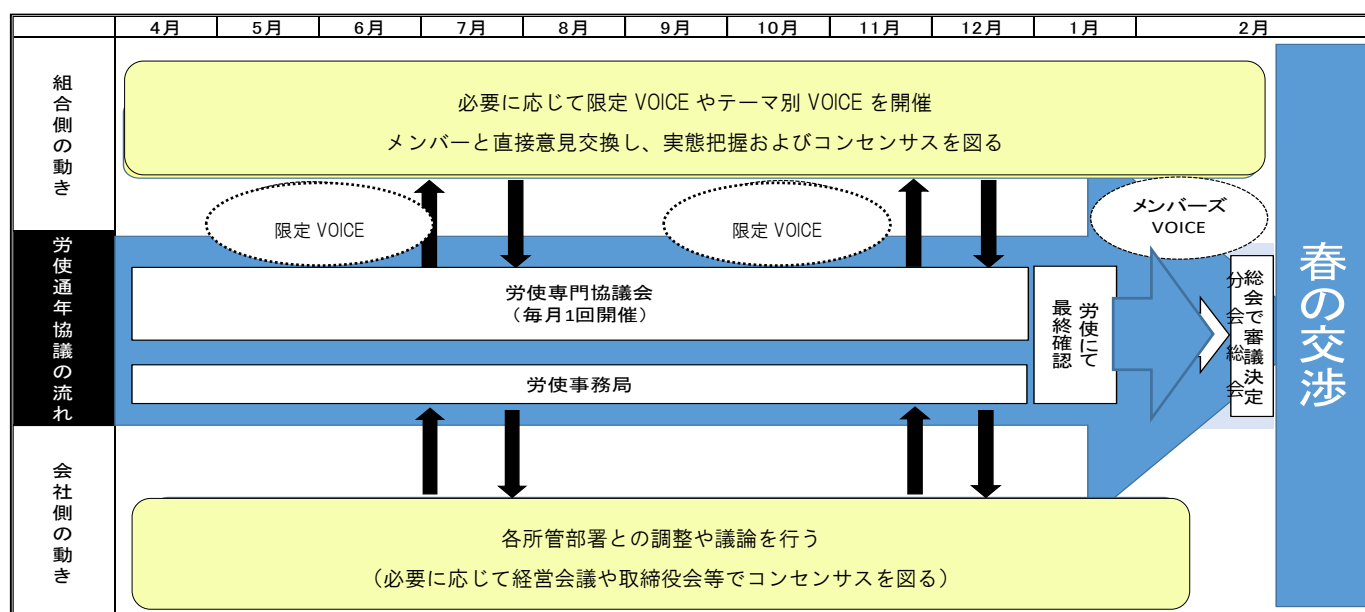 4月 5月 6月 7月 8月 9月 10月 11月 12月 1月 2月
組合側の動き
必要に応じて限定 VOICE やテーマ別 VOICE を開催
メンバーと直接意見交換し、実態把握およびコンセンサスを図る
限定 VOICE
限定 VOICE
メンバーズ
VOICE
労使通年協議の流れ
労使専門協議会
(毎月1回開催)
労使事務局
労使にて
最終確認
総会で審議決定
分会総会
春の交渉
会社側の動き
各所管部署との調整や議論を行う
(必要に応じて経営会議や取締役会等でコンセンサスを図る)